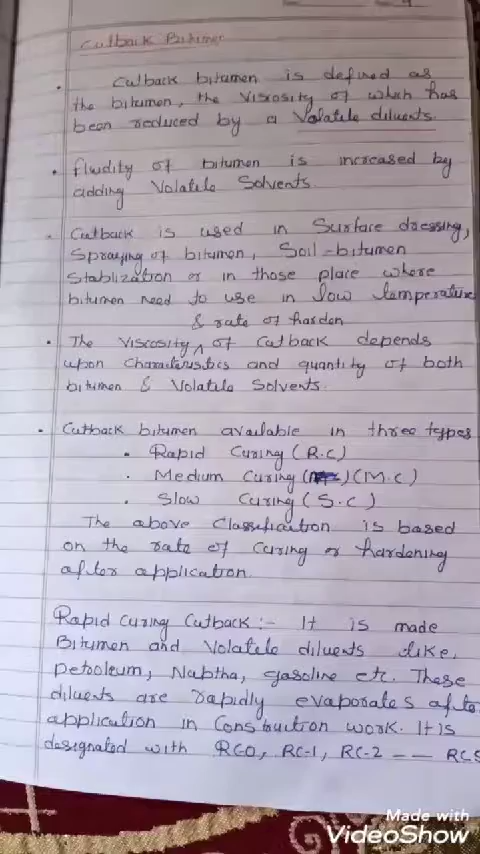 Cutback Bitumen
· Cutback bitumen is defined as
the bitumen, the viscosity of which has
been reduced by a Volatile diluents.
· fluidity of bitumen is increased by
adding Volatile Solvents.
· Cutback is used in Surface dressing,
Spraying of bitumen, Soil-bitumen
Stablization or in those place where
bitumen need to use in low temperature
& rate of harden
· The Viscosity ^ of Cutback depends
upon Characteristics and quantity of both
bitumen & Volatile Solvents.
· Cutback bitumen available in three types
· Rapid Curing (R.C)
· Medium Curing (M.C)
· Slow Curing (S.C)
The above Classification is based
on the rate of Curing or hardening
after application.
Rapid Curing Cutback :- It is made
Bitumen and Volatile diluents like,
petoleum, Nabtha, gasoline etc. These
diluents are rapidly evaporates afte
application in Construction work. It is
designated with RC0, RC-1, RC-2 -- RC5
Made with
VideoShow